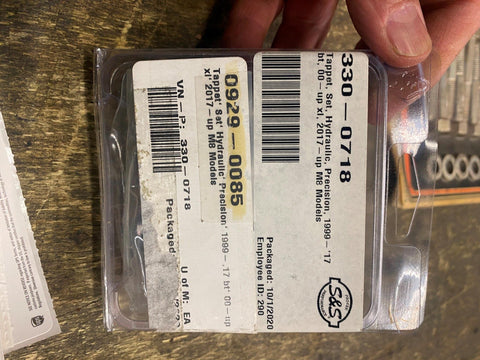 330-0718
Tappet, Set, Hydraulic, Precision, 1999-'17
bt, 00-up xl, 2017-up M8 Models
Packaged: 10/1/2020
Employee ID: 290
S&S
0929-0085
Tappet' Set' Hydraulic' Precision' 1999-'17 bt' 00-up
xl' 2017-up M8 Models
VN-P: 330-0718
U of M: EA
Packaged